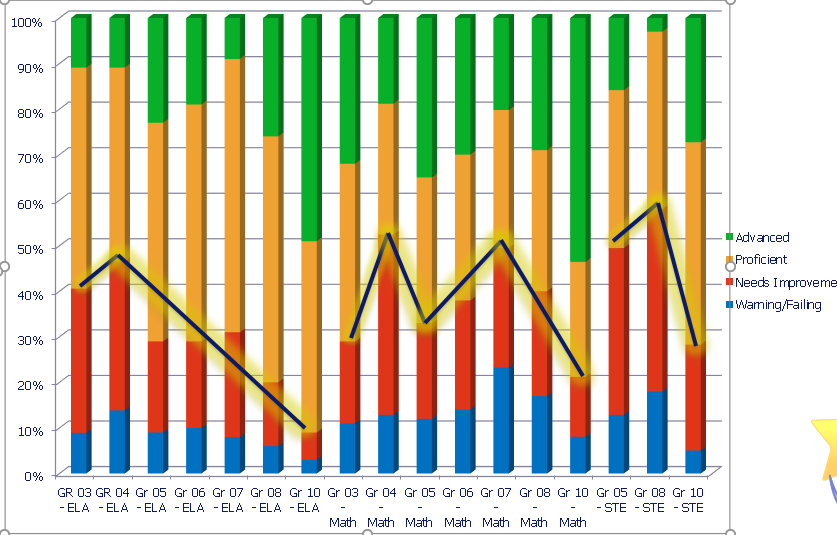 100%
90%
80%
70%
60%
50%
40%
30%
20%
10%
0%
GR 03 - ELA
GR 04 - ELA
Gr 05 - ELA
Gr 06 - ELA
Gr 07 - ELA
Gr 08 - ELA
Gr 10 - ELA
Gr 03 - Math
Gr 04 - Math
Gr 05 - Math
Gr 06 - Math
Gr 07 - Math
Gr 08 - Math
Gr 10 - Math
Gr 05 - STE
Gr 08 - STE
Gr 10 - STE
Advanced
Proficient
Needs Improveme
Warning/Failing